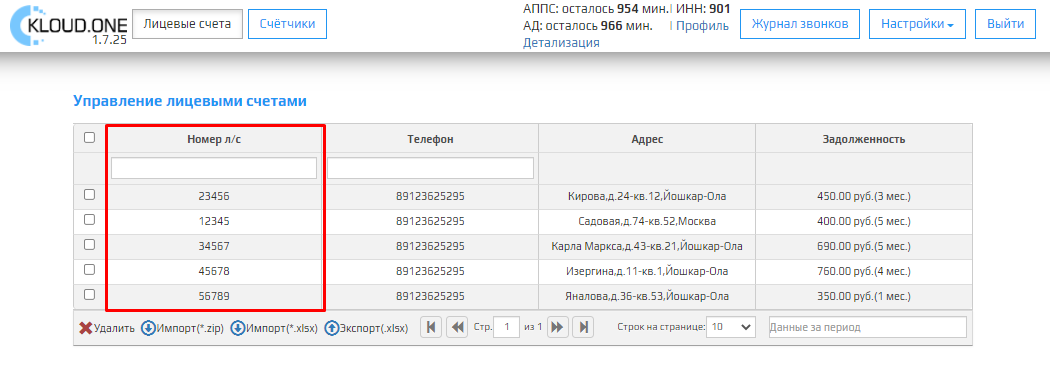 KLOUD.ONE
1.7.25
Лицевые счета
Счётчики
АППС: осталось 954 мин.| ИНН: 901
АД: осталось 966 мин. | Профиль
Детализация
Журнал звонков
Настройки
Выйти
Управление лицевыми счетами
Номер л/с Телефон Адрес Задолженность
23456 89123625295 Кирова,д.24-кв.12,Йошкар-Ола 450.00 руб.(3 мес.)
12345 89123625295 Садовая,д.74-кв.52,Москва 400.00 руб.(5 мес.)
34567 89123625295 Карла Маркса,д.43-кв.21,Йошкар-Ола 690.00 руб.(5 мес.)
45678 89123625295 Изергина,д.11-кв.1,Йошкар-Ола 760.00 руб.(4 мес.)
56789 89123625295 Яналова,д.36-кв.53,Йошкар-Ола 350.00 руб.(1 мес.)
Удалить Импорт(*.zip) Импорт(*.xlsx) Экспорт(.xlsx) Стр. 1 из 1 Строк на странице: 10 Данные за период